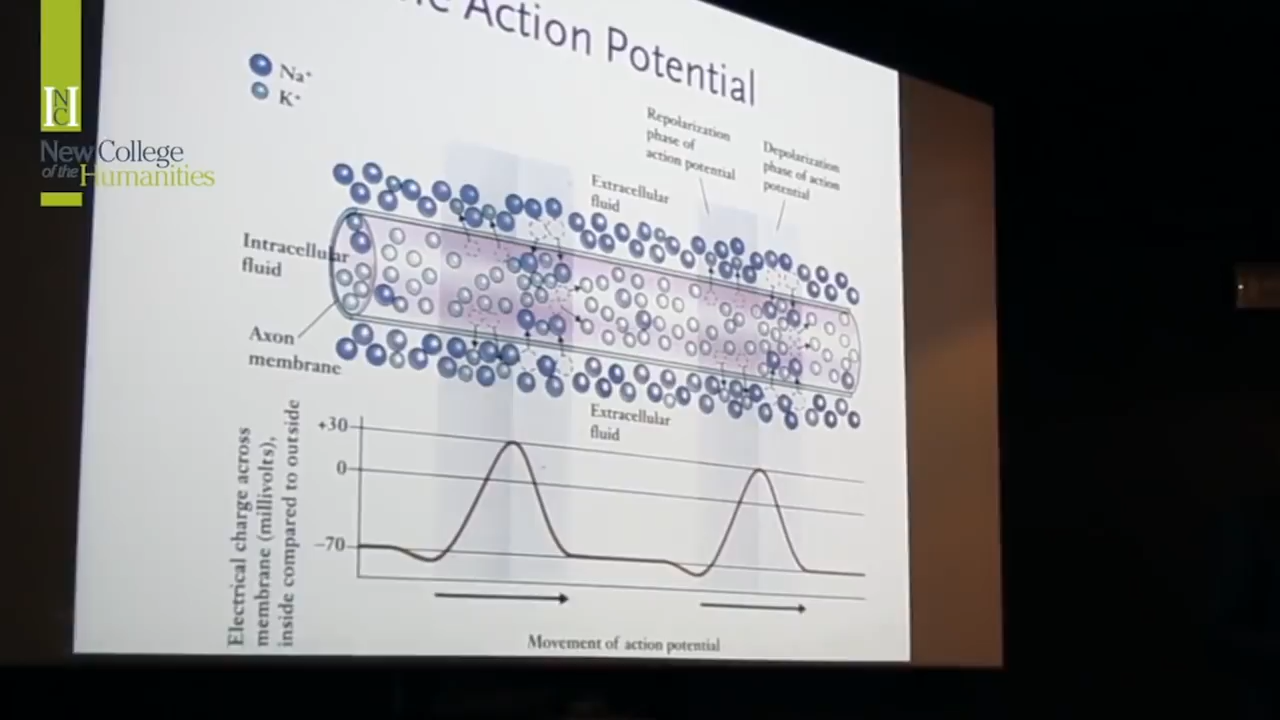 Action Potential
Na+
K+
NCH
New College
of the Humanities
Repolarization
phase of
action potential
Depolarization
phase of action
potential
Extracellular
fluid
Intracellular
fluid
Axon
membrane
Extracellular
fluid
+30
0
-70
Electrical charge across
membrane (millivolts),
inside compared to outside
Movement of action potential